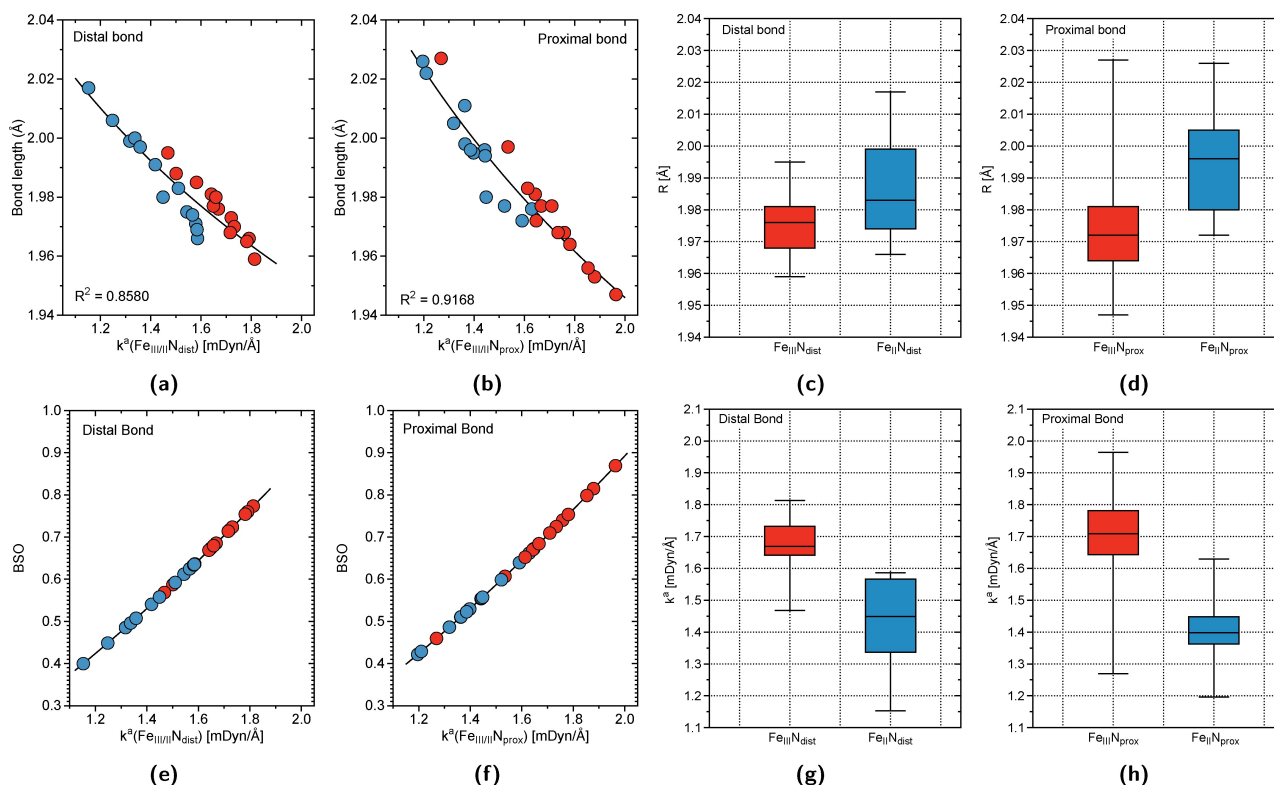 Distal bond
2.04
2.02
2.00
1.98
1.96
1.94
Bond length (Å)
R² = 0.8580
1.2 1.4 1.6 1.8 2.0
kᵃ(Fe_III/II N_dist) [mDyn/Å]
(a)
Proximal bond
2.04
2.02
2.00
1.98
1.96
1.94
Bond length (Å)
R² = 0.9168
1.2 1.4 1.6 1.8 2.0
kᵃ(Fe_III/II N_prox) [mDyn/Å]
(b)
Distal bond
2.04
2.03
2.02
2.01
2.00
1.99
1.98
1.97
1.96
1.95
1.94
R [Å]
Fe_III N_dist Fe_II N_dist
(c)
Proximal bond
2.04
2.03
2.02
2.01
2.00
1.99
1.98
1.97
1.96
1.95
1.94
R [Å]
Fe_III N_prox Fe_II N_prox
(d)
Distal Bond
1.0
0.9
0.8
0.7
0.6
0.5
0.4
0.3
BSO
1.2 1.4 1.6 1.8 2.0
kᵃ(Fe_III/II N_dist) [mDyn/Å]
(e)
Proximal Bond
1.0
0.9
0.8
0.7
0.6
0.5
0.4
0.3
BSO
1.2 1.4 1.6 1.8 2.0
kᵃ(Fe_III/II N_prox) [mDyn/Å]
(f)
Distal Bond
2.1
2.0
1.9
1.8
1.7
1.6
1.5
1.4
1.3
1.2
1.1
kᵃ [mDyn/Å]
Fe_III N_dist Fe_II N_dist
(g)
Proximal Bond
2.1
2.0
1.9
1.8
1.7
1.6
1.5
1.4
1.3
1.2
1.1
kᵃ [mDyn/Å]
Fe_III N_prox Fe_II N_prox
(h)